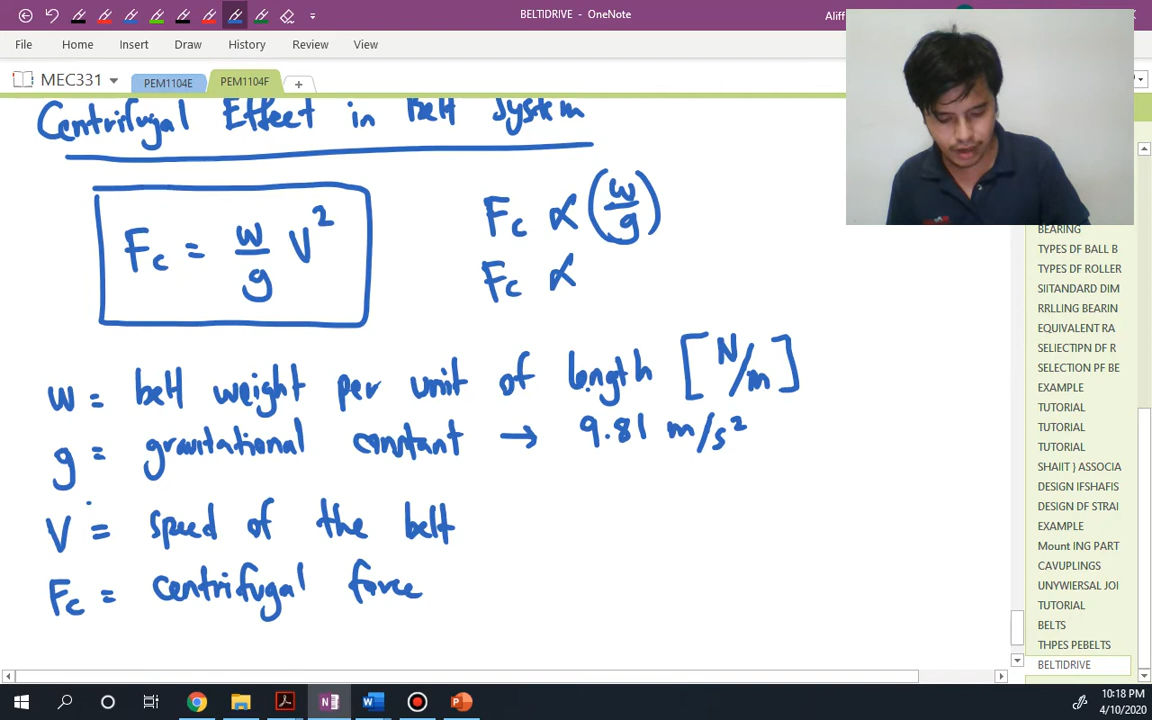 BELTIDRIVE - OneNote
Aliff
File Home Insert Draw History Review View
MEC331
PEM1104E
PEM1104F
Centrifugal Effect in Belt System
Fc = w/g V²
Fc ∝ (w/g)
Fc ∝
w = belt weight per unit of length [N/m]
g = gravitational constant → 9.81 m/s²
V = speed of the belt
Fc = centrifugal force
BEARING
TYPES DF BALL B
TYPES DF ROLLER
SIITANDARD DIM
RRLLING BEARIN
EQUIVALENT RA
SELIECTIPN DF R
SELECTION PF BE
EXAMPLE
TUTORIAL
TUTORIAL
TUTORIAL
SHAIIT } ASSOCIA
DESIGN IFSHAFIS
DESIGN DF STRAI
EXAMPLE
Mount ING PART
CAVUPLINGS
UNYWIERSAL JOI
TUTORIAL
BELTS
THPES PEBELTS
BELTIDRIVE
10:18 PM
4/10/2020